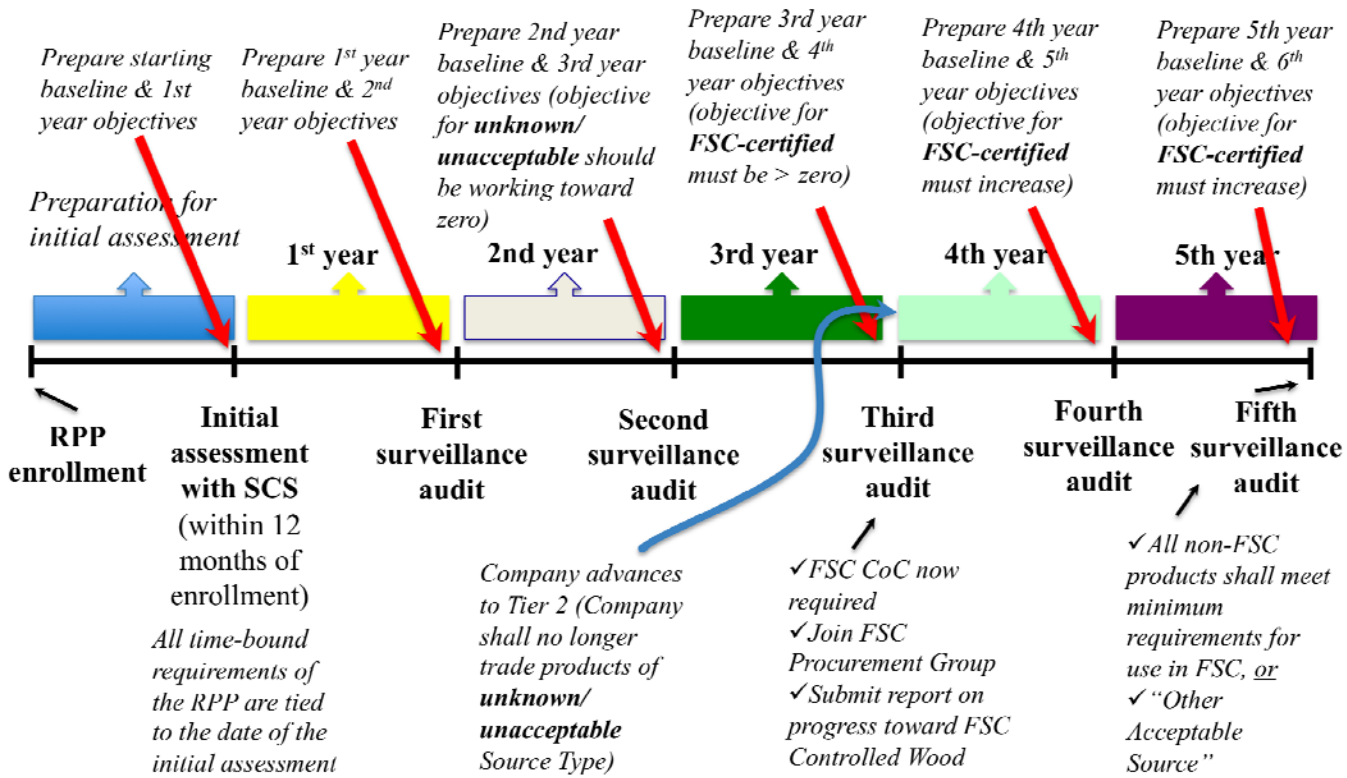 Prepare starting
baseline & 1st
year objectives
Prepare 1st year
baseline & 2nd
year objectives
Prepare 2nd year
baseline & 3rd year
objectives (objective
for unknown/
unacceptable should
be working toward
zero)
Prepare 3rd year
baseline & 4th
year objectives
(objective for
FSC-certified
must be > zero)
Prepare 4th year
baseline & 5th
year objectives
(objective for
FSC-certified
must increase)
Prepare 5th year
baseline & 6th
year objectives
(objective for
FSC-certified
must increase)
Preparation for
initial assessment
1st year
2nd year
3rd year
4th year
5th year
RPP
enrollment
Initial
assessment
with SCS
(within 12
months of
enrollment)
All time-bound
requirements of
the RPP are tied
to the date of the
initial assessment
First
surveillance
audit
Second
surveillance
audit
Company advances
to Tier 2 (Company
shall no longer
trade products of
unknown/
unacceptable
Source Type)
Third
surveillance
audit
✓FSC CoC now
required
✓Join FSC
Procurement Group
✓Submit report on
progress toward FSC
Controlled Wood
Fourth
surveillance
audit
Fifth
surveillance
audit
✓All non-FSC
products shall meet
minimum
requirements for
use in FSC, or
✓“Other
Acceptable
Source”